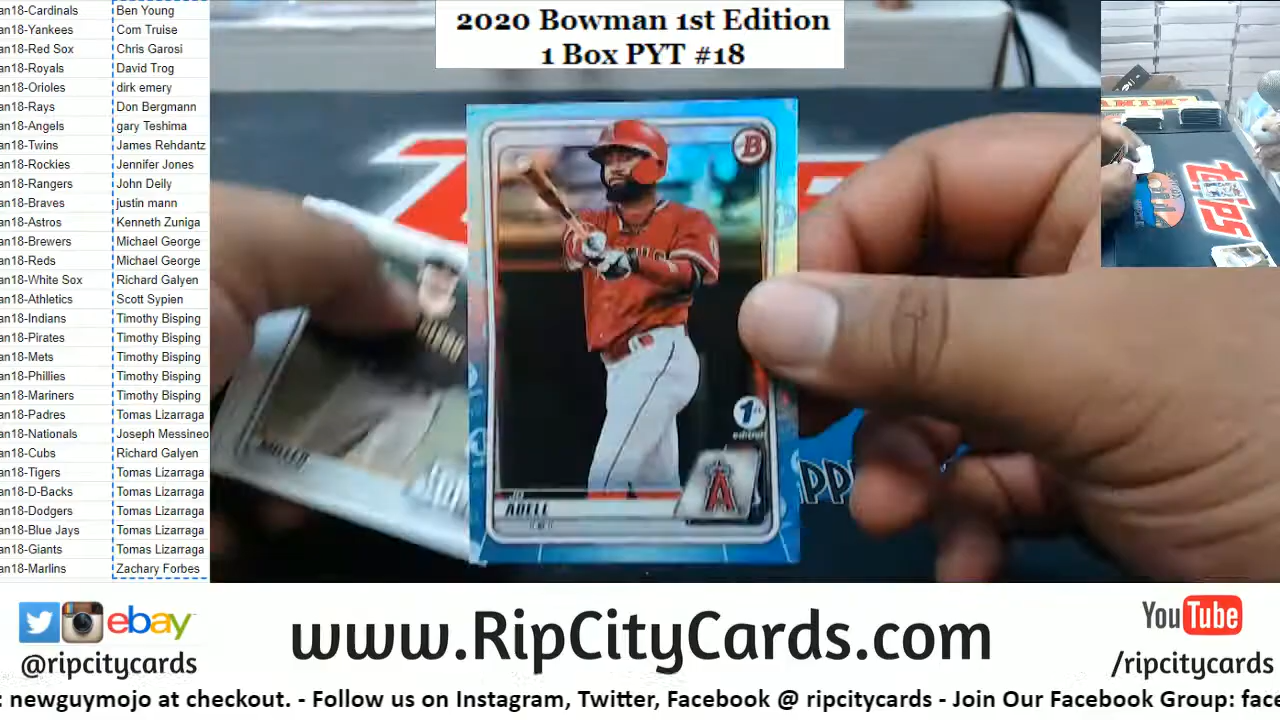 2020 Bowman 1st Edition
1 Box PYT #18
an18-Cardinals Ben Young
an18-Yankees Com Truise
an18-Red Sox Chris Garosi
an18-Royals David Trog
an18-Orioles dirk emery
an18-Rays Don Bergmann
an18-Angels gary Teshima
an18-Twins James Rehdantz
an18-Rockies Jennifer Jones
an18-Rangers John Deily
an18-Braves justin mann
an18-Astros Kenneth Zuniga
an18-Brewers Michael George
an18-Reds Michael George
an18-White Sox Richard Galyen
an18-Athletics Scott Sypien
an18-Indians Timothy Bisping
an18-Pirates Timothy Bisping
an18-Mets Timothy Bisping
an18-Phillies Timothy Bisping
an18-Mariners Timothy Bisping
an18-Padres Tomas Lizarraga
an18-Nationals Joseph Messineo
an18-Cubs Richard Galyen
an18-Tigers Tomas Lizarraga
an18-D-Backs Tomas Lizarraga
an18-Dodgers Tomas Lizarraga
an18-Blue Jays Tomas Lizarraga
an18-Giants Tomas Lizarraga
an18-Marlins Zachary Forbes
B
1st
edition
JO
ADELL
A
PP
topps
ebay
@ripcitycards
www.RipCityCards.com
YouTube
/ripcitycards
: newguymojo at checkout. - Follow us on Instagram, Twitter, Facebook @ ripcitycards - Join Our Facebook Group: face